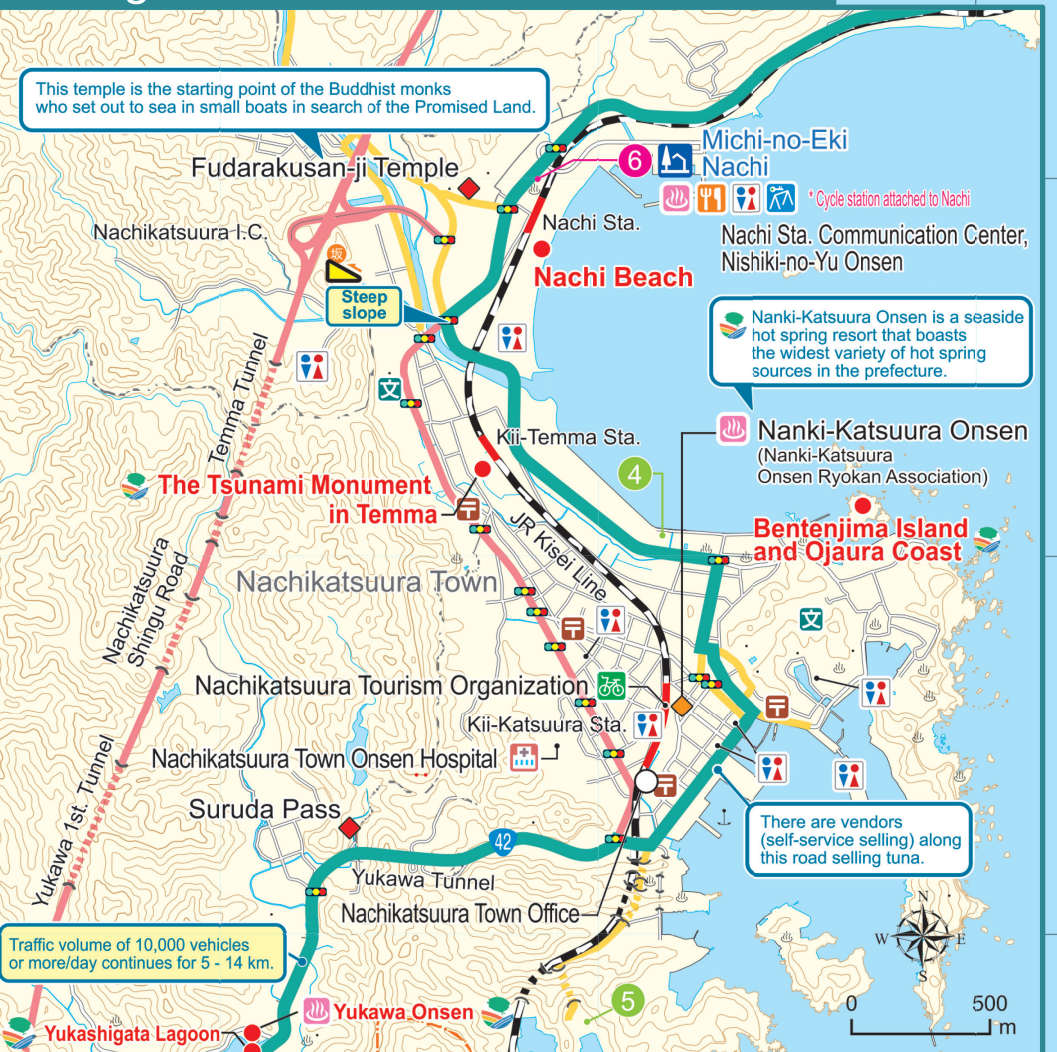 This temple is the starting point of the Buddhist monks
who set out to sea in small boats in search of the Promised Land.
Fudarakusan-ji Temple
6
Michi-no-Eki
Nachi
* Cycle station attached to Nachi
Nachi Sta. Communication Center,
Nishiki-no-Yu Onsen
Nachi Sta.
Nachi Beach
Nachikatsuura I.C.
坂
Steep
slope
Nanki-Katsuura Onsen is a seaside
hot spring resort that boasts
the widest variety of hot spring
sources in the prefecture.
Temma Tunnel
文
Kii-Temma Sta.
Nanki-Katsuura Onsen
(Nanki-Katsuura
Onsen Ryokan Association)
4
The Tsunami Monument
in Temma
〒
JR Kisei Line
Bentenjima Island
and Ojaura Coast
Nachikatsuura
Shingu Road
Nachikatsuura Town
〒
文
Nachikatsuura Tourism Organization
〒
Kii-Katsuura Sta.
Nachikatsuura Town Onsen Hospital
〒
Yukawa 1st. Tunnel
Suruda Pass
42
There are vendors
(self-service selling) along
this road selling tuna.
Yukawa Tunnel
Nachikatsuura Town Office
N
W
E
S
Traffic volume of 10,000 vehicles
or more/day continues for 5 - 14 km.
5
0
500
m
Yukawa Onsen
Yukashigata Lagoon